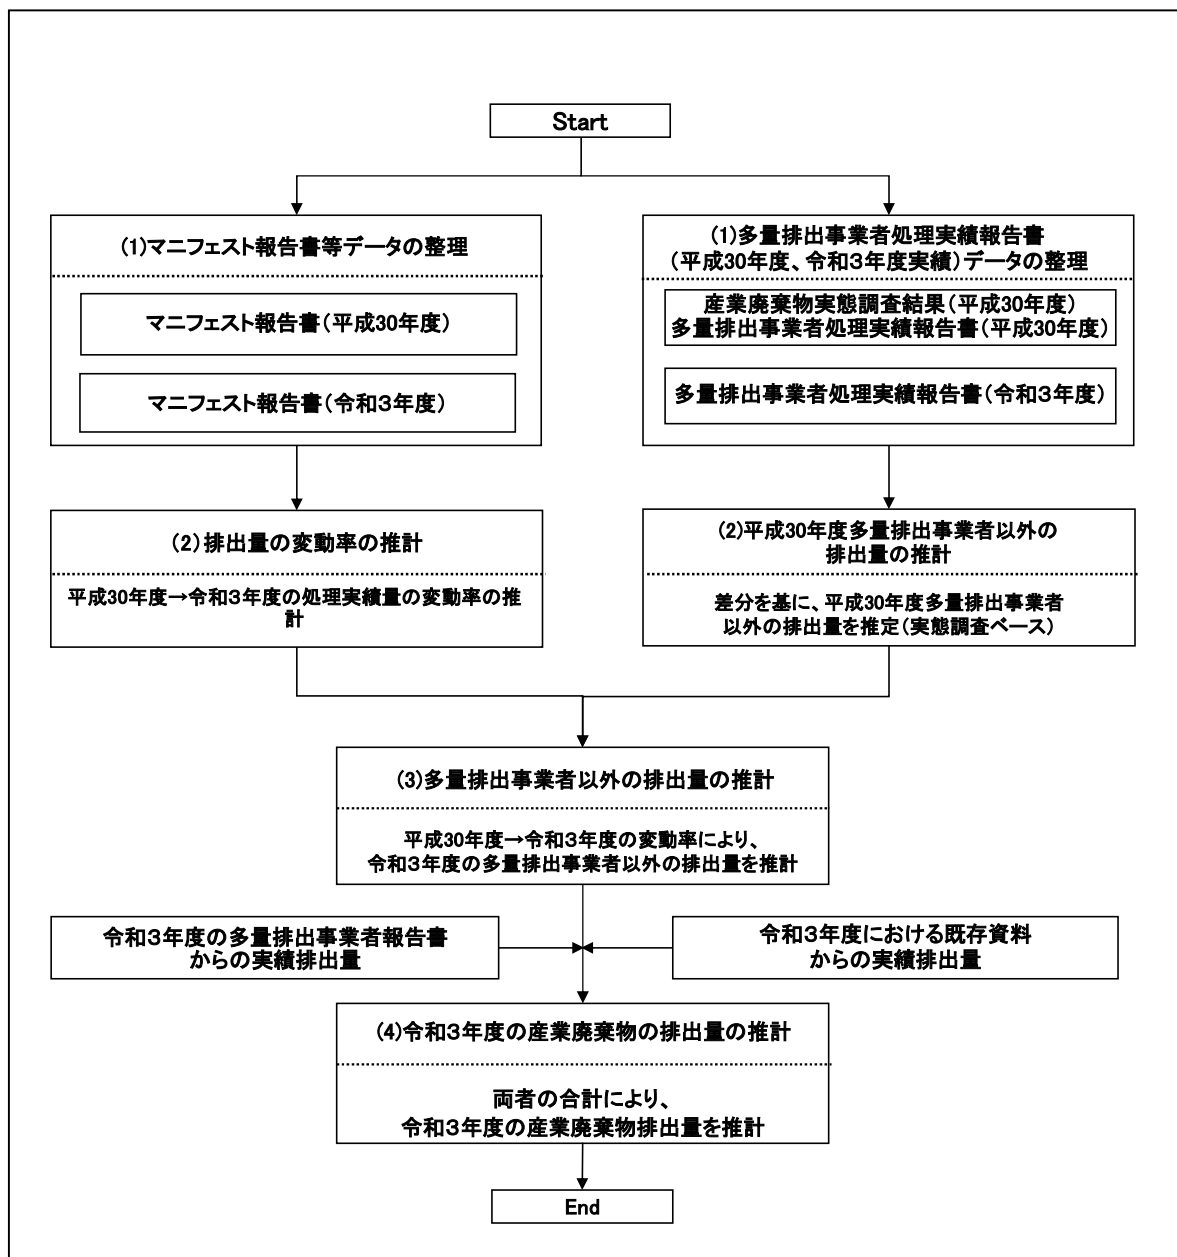 Start
(1)マニフェスト報告書等データの整理
マニフェスト報告書(平成30年度)
マニフェスト報告書(令和3年度)
(1)多量排出事業者処理実績報告書
(平成30年度、令和3年度実績)データの整理
産業廃棄物実態調査結果(平成30年度)
多量排出事業者処理実績報告書(平成30年度)
多量排出事業者処理実績報告書(令和3年度)
(2)排出量の変動率の推計
平成30年度→令和3年度の処理実績量の変動率の推
計
(2)平成30年度多量排出事業者以外の
排出量の推計
差分を基に、平成30年度多量排出事業者
以外の排出量を推定(実態調査ベース)
(3)多量排出事業者以外の排出量の推計
平成30年度→令和3年度の変動率により、
令和3年度の多量排出事業者以外の排出量を推計
令和3年度の多量排出事業者報告書
からの実績排出量
令和3年度における既存資料
からの実績排出量
(4)令和3年度の産業廃棄物の排出量の推計
両者の合計により、
令和3年度の産業廃棄物排出量を推計
End